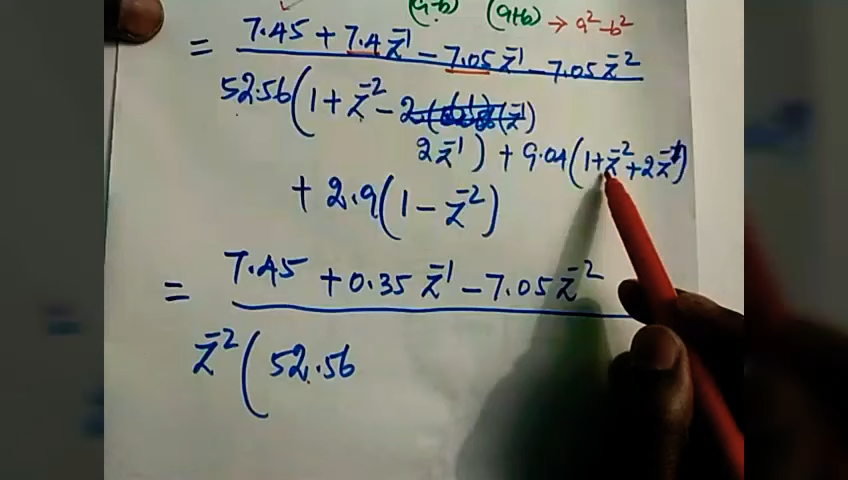 (a-b) (a+b) → a² - b²
= 7.45 + 7.4 z̄¹ - 7.05 z̄¹ - 7.05 z̄²
52.56 (1 + z̄² - 2 (z̄¹)
2z̄¹) + 9.04 (1 + z̄² + 2z̄¹)
+ 2.9 (1 - z̄²)
= 7.45 + 0.35 z̄¹ - 7.05 z̄²
z̄² ( 52.56